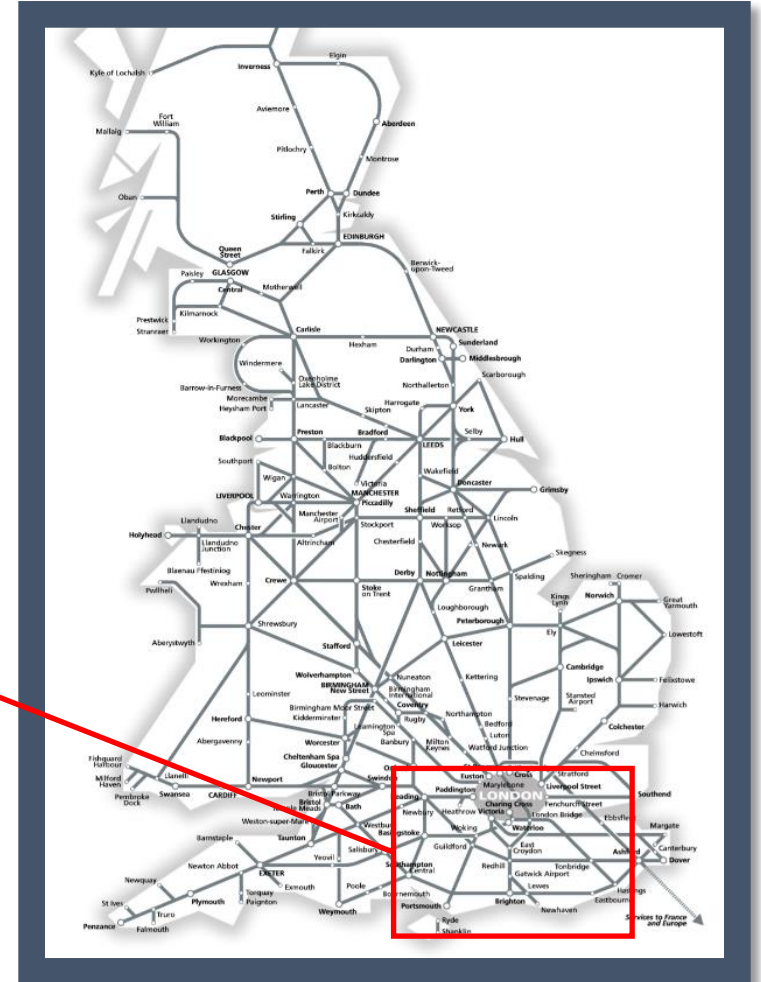 Elgin
Inverness
Kyle of Lochalsh
Aviemore
Fort
William
Mallaig
Aberdeen
Pitlochry
Montrose
Perth
Dundee
Oban
Stirling
Kirkcaldy
EDINBURGH
Queen
Street
Falkirk
Berwick-
upon-Tweed
GLASGOW
Paisley
Central
Motherwell
Prestwick
Kilmarnock
Stranraer
Carlisle
NEWCASTLE
Workington
Hexham
Durham
Sunderland
Darlington
Middlesbrough
Windermere
Scarborough
Oxenholme
Lake District
Northallerton
Barrow-in-Furness
Morecambe
Lancaster
Harrogate
York
Heysham Port
Skipton
Blackpool
Preston
Bradford
LEEDS
Selby
Hull
Blackburn
Huddersfield
Southport
Bolton
Wakefield
Wigan
Victoria
MANCHESTER
Piccadilly
Doncaster
Grimsby
LIVERPOOL
Warrington
Manchester
Airport
Sheffield
Retford
Lincoln
Llandudno
Chester
Stockport
Worksop
Holyhead
Llandudno
Junction
Altrincham
Chesterfield
Newark
Skegness
Blaenau Ffestiniog
Wrexham
Crewe
Derby
Nottingham
Spalding
Sheringham
Cromer
Pwllheli
Stoke
on Trent
Grantham
Kings
Lynn
Norwich
Great
Yarmouth
Loughborough
Peterborough
Shrewsbury
Ely
Lowestoft
Aberystwyth
Stafford
Leicester
Wolverhampton
Nuneaton
Kettering
Cambridge
BIRMINGHAM
New Street
Birmingham
International
Ipswich
Felixstowe
Leominster
Coventry
Stevenage
Stansted
Airport
Birmingham Moor Street
Rugby
Northampton
Harwich
Hereford
Kidderminster
Leamington
Spa
Bedford
Colchester
Abergavenny
Worcester
Banbury
Milton
Keynes
Luton
Watford Junction
Chelmsford
Cheltenham Spa
Fishguard
Harbour
Gloucester
Cross
Stratford
Euston
Milford
Haven
Llanelli
Newport
Bristol Parkway
Swindon
Paddington
Marylebone
Liverpool Street
Pembroke
Dock
Swansea
CARDIFF
Bristol
Temple Meads
Bath
Reading
LONDON
Southend
Charing Cross
Fenchurch Street
Newbury
Heathrow
Victoria
London Bridge
Ebbsfleet
Weston-super-Mare
Westbury
Basingstoke
Woking
Waterloo
Margate
Barnstaple
Taunton
Salisbury
Guildford
East
Croydon
Canterbury
Ashford
Newton Abbot
Yeovil
Southampton
Central
Redhill
Tonbridge
Dover
EXETER
Gatwick Airport
Newquay
Exmouth
Poole
Bournemouth
Lewes
Hastings
St Ives
Plymouth
Torquay
Paignton
Weymouth
Portsmouth
Brighton
Newhaven
Eastbourne
Truro
Penzance
Falmouth
Ryde
Shanklin
Services to France
and Europe